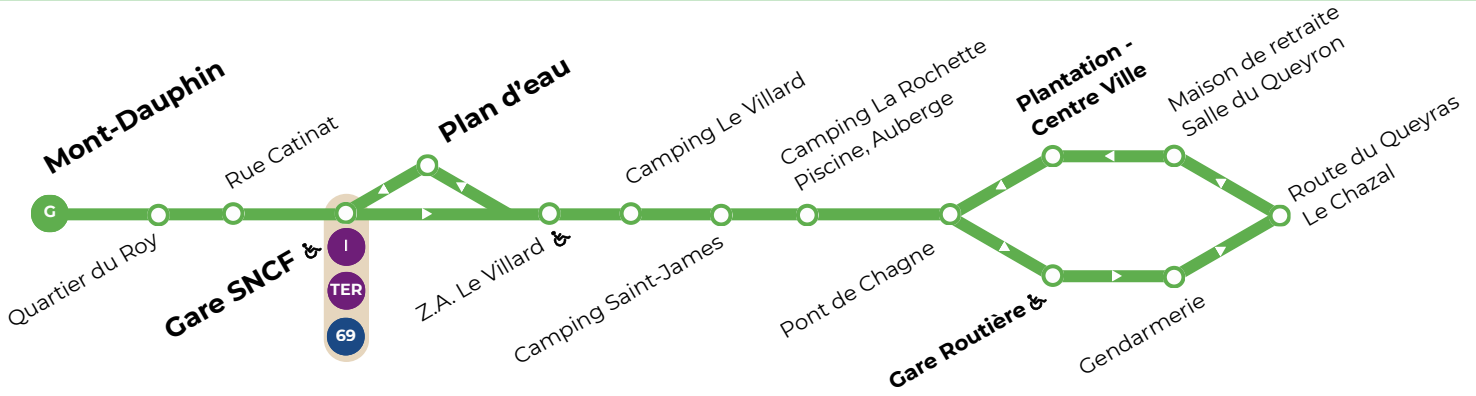 Mont-Dauphin
G
Quartier du Roy
Rue Catinat
Gare SNCF
I
TER
69
Plan d’eau
Z.A. Le Villard
Camping Le Villard
Camping Saint-James
Camping La Rochette
Piscine, Auberge
Pont de Chagne
Plantation -
Centre Ville
Gare Routière
Gendarmerie
Maison de retraite
Salle du Queyron
Route du Queyras
Le Chazal